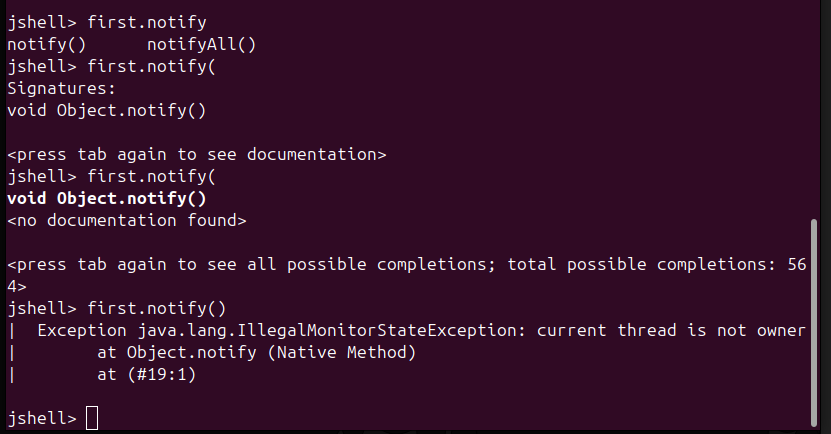 jshell> first.notify
notify()      notifyAll()
jshell> first.notify(
Signatures:
void Object.notify()

<press tab again to see documentation>
jshell> first.notify(
void Object.notify()
<no documentation found>

<press tab again to see all possible completions; total possible completions: 56
4>
jshell> first.notify()
|  Exception java.lang.IllegalMonitorStateException: current thread is not owner
|        at Object.notify (Native Method)
|        at (#19:1)

jshell>